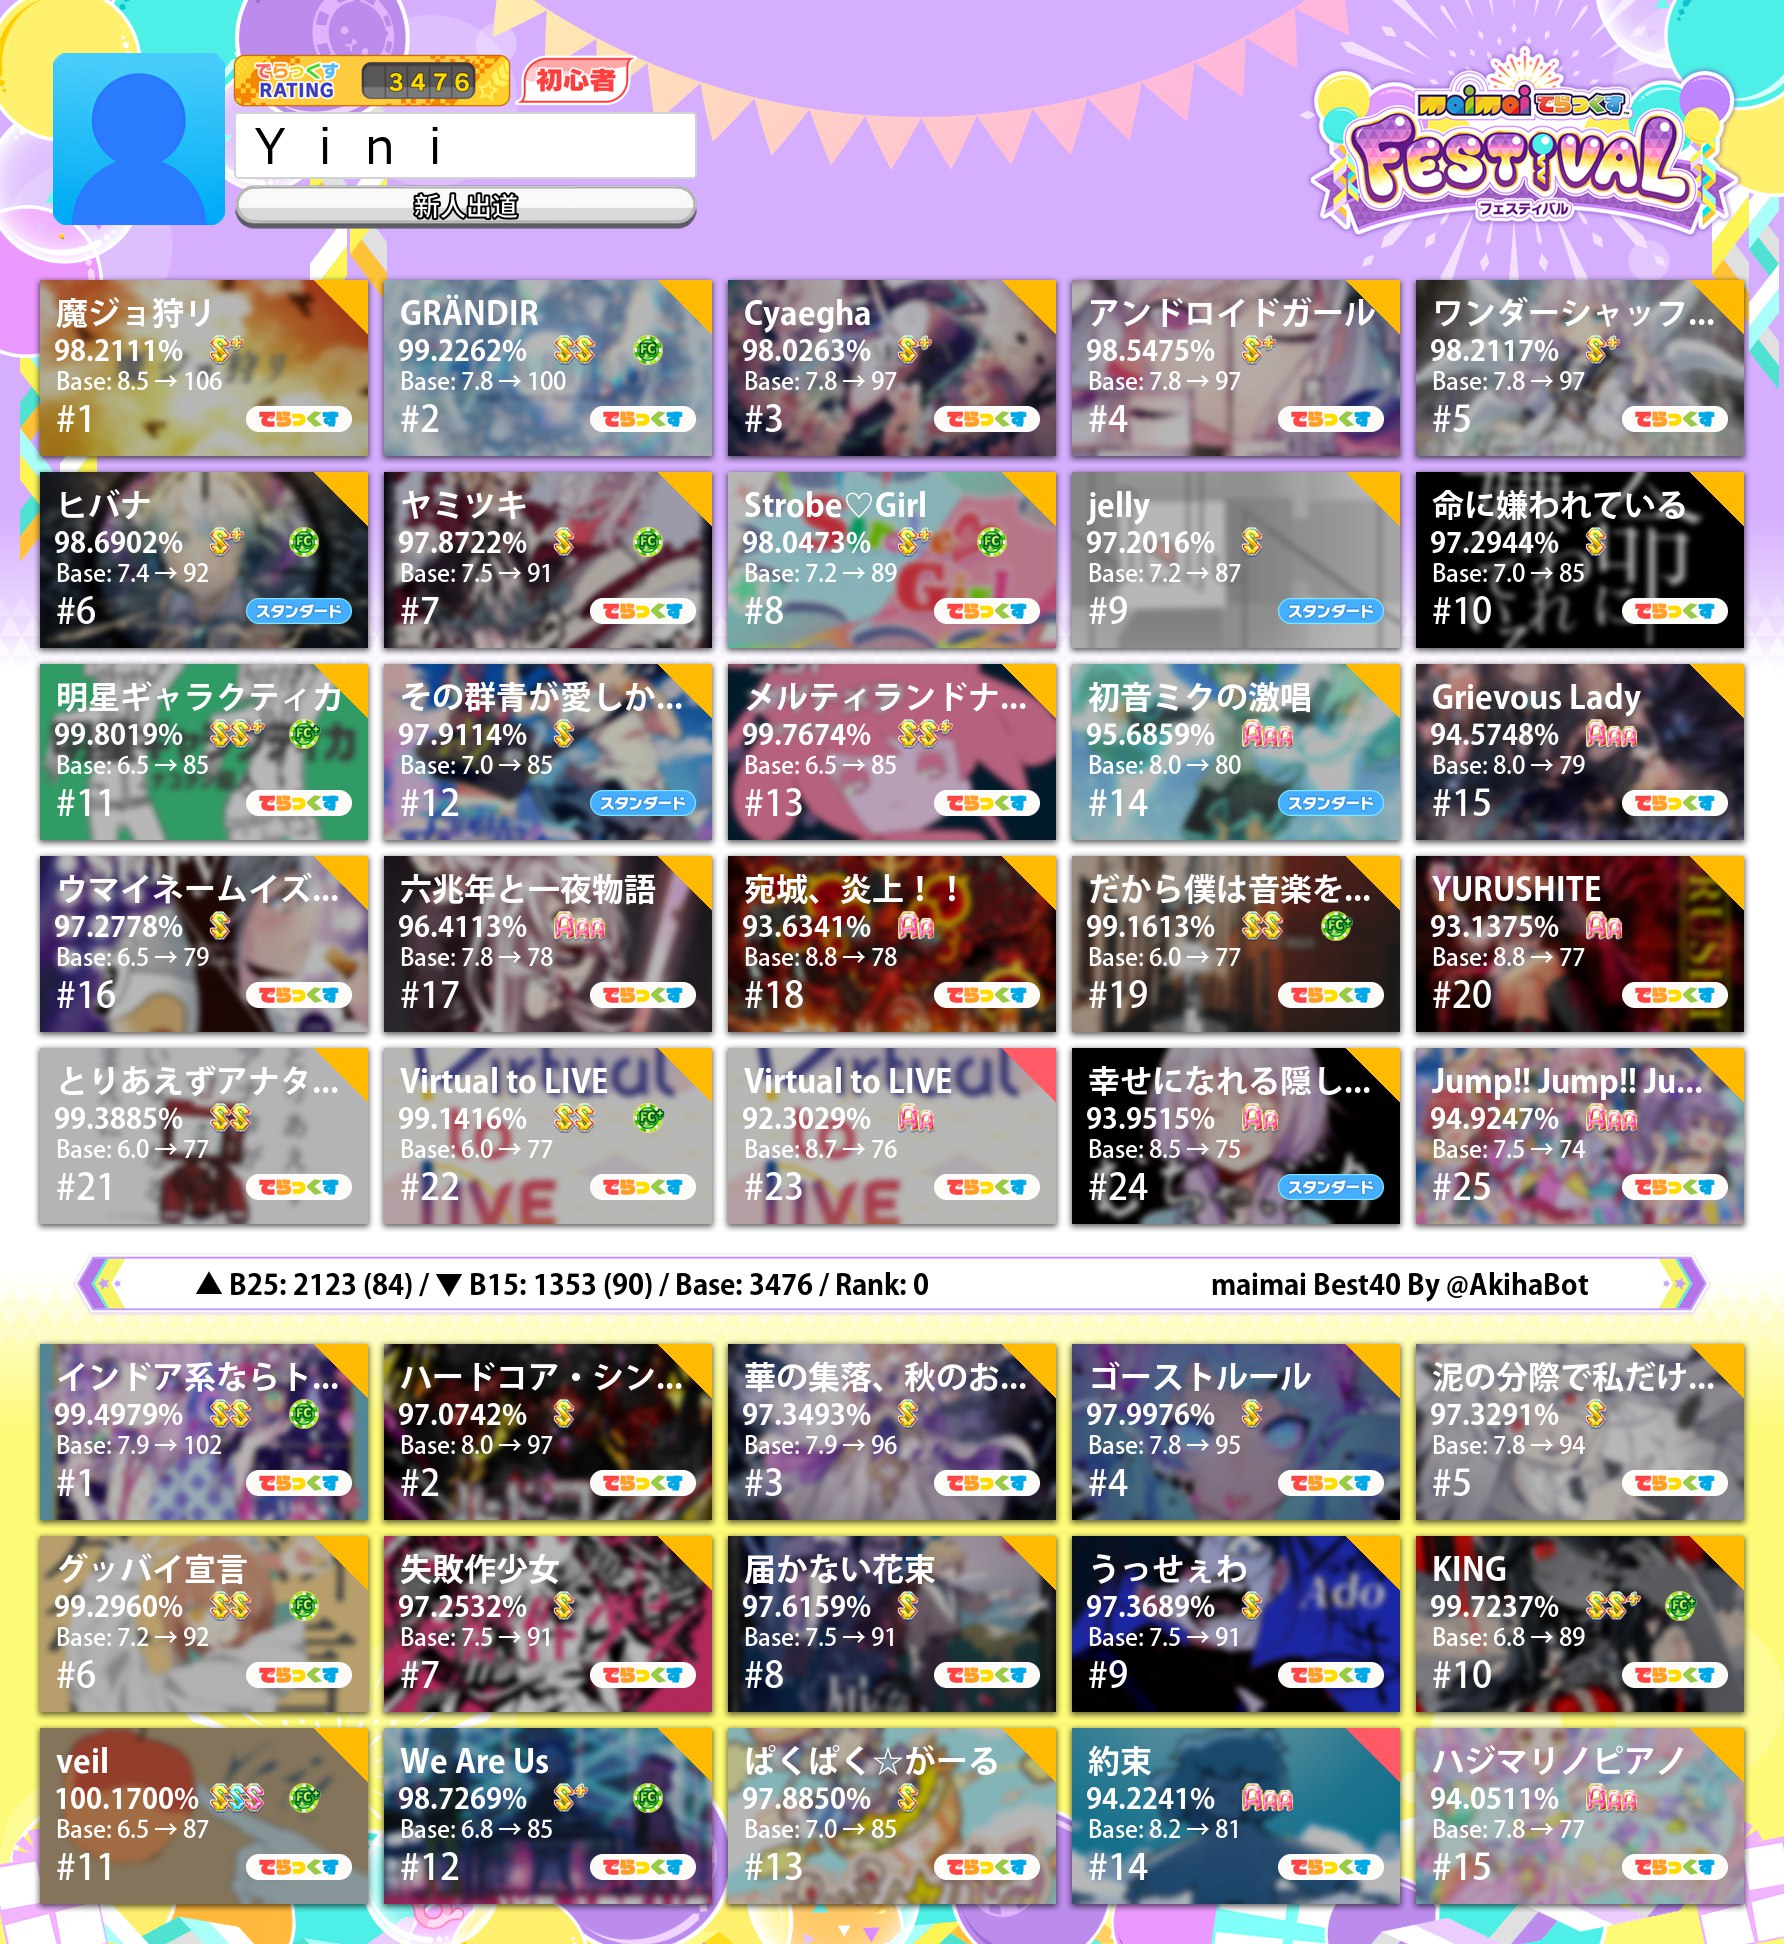 でらっくす
RATING
3476
初心者
Yini
新人出道
maimai でらっくす
FESTiVAL
フェスティバル
魔ジョ狩リ
98.2111% S+
Base: 8.5 → 106
#1 でらっくす
GRÄNDIR
99.2262% SS FC
Base: 7.8 → 100
#2 でらっくす
Cyaegha
98.0263% S+
Base: 7.8 → 97
#3 でらっくす
アンドロイドガール
98.5475% S+
Base: 7.8 → 97
#4 でらっくす
ワンダーシャッフ...
98.2117% S+
Base: 7.8 → 97
#5 でらっくす
ヒバナ
98.6902% S+ FC
Base: 7.4 → 92
#6 スタンダード
ヤミツキ
97.8722% S FC
Base: 7.5 → 91
#7 でらっくす
Strobe♡Girl
98.0473% S+ FC
Base: 7.2 → 89
#8 でらっくす
jelly
97.2016% S
Base: 7.2 → 87
#9 スタンダード
命に嫌われている
97.2944% S
Base: 7.0 → 85
#10 でらっくす
明星ギャラクティカ
99.8019% SS+ FC+
Base: 6.5 → 85
#11 でらっくす
その群青が愛しか...
97.9114% S
Base: 7.0 → 85
#12 スタンダード
メルティランドナ...
99.7674% SS+
Base: 6.5 → 85
#13 でらっくす
初音ミクの激唱
95.6859% AAA
Base: 8.0 → 80
#14 スタンダード
Grievous Lady
94.5748% AAA
Base: 8.0 → 79
#15 でらっくす
ウマイネームイズ...
97.2778% S
Base: 6.5 → 79
#16 でらっくす
六兆年と一夜物語
96.4113% AAA
Base: 7.8 → 78
#17 でらっくす
宛城、炎上！！
93.6341% AA
Base: 8.8 → 78
#18 でらっくす
だから僕は音楽を...
99.1613% SS FC+
Base: 6.0 → 77
#19 でらっくす
YURUSHITE
93.1375% AA
Base: 8.8 → 77
#20 でらっくす
とりあえずアナタ...
99.3885% SS
Base: 6.0 → 77
#21 でらっくす
Virtual to LIVE
99.1416% SS FC+
Base: 6.0 → 77
#22 でらっくす
Virtual to LIVE
92.3029% AA
Base: 8.7 → 76
#23 でらっくす
幸せになれる隠し...
93.9515% AA
Base: 8.5 → 75
#24 スタンダード
Jump!! Jump!! Ju...
94.9247% AAA
Base: 7.5 → 74
#25 でらっくす
▲ B25: 2123 (84) / ▼ B15: 1353 (90) / Base: 3476 / Rank: 0
maimai Best40 By @AkihaBot
インドア系ならト...
99.4979% SS FC
Base: 7.9 → 102
#1 でらっくす
ハードコア・シン...
97.0742% S
Base: 8.0 → 97
#2 でらっくす
華の集落、秋のお...
97.3493% S
Base: 7.9 → 96
#3 でらっくす
ゴーストルール
97.9976% S
Base: 7.8 → 95
#4 でらっくす
泥の分際で私だけ...
97.3291% S
Base: 7.8 → 94
#5 でらっくす
グッバイ宣言
99.2960% SS FC
Base: 7.2 → 92
#6 でらっくす
失敗作少女
97.2532% S
Base: 7.5 → 91
#7 でらっくす
届かない花束
97.6159% S
Base: 7.5 → 91
#8 でらっくす
うっせぇわ
97.3689% S
Base: 7.5 → 91
#9 でらっくす
KING
99.7237% SS+ FC+
Base: 6.8 → 89
#10 でらっくす
veil
100.1700% SSS FC+
Base: 6.5 → 87
#11 でらっくす
We Are Us
98.7269% S+ FC
Base: 6.8 → 85
#12 でらっくす
ぱくぱく☆がーる
97.8850% S
Base: 7.0 → 85
#13 でらっくす
約束
94.2241% AAA
Base: 8.2 → 81
#14 でらっくす
ハジマリノピアノ
94.0511% AAA
Base: 7.8 → 77
#15 でらっくす